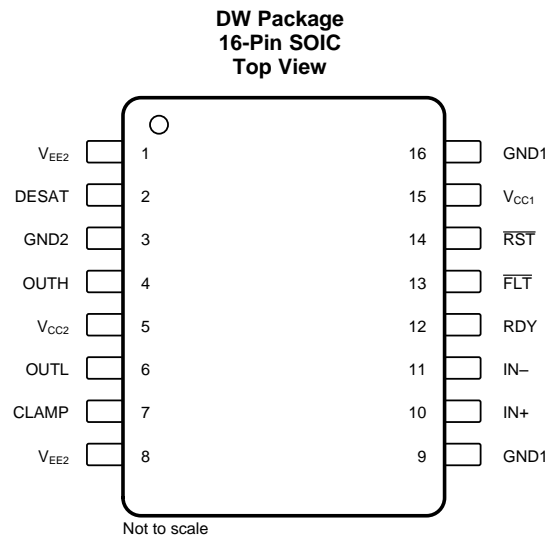 DW Package
16-Pin SOIC
Top View
VEE2 1 16 GND1
DESAT 2 15 VCC1
GND2 3 14 RST
OUTH 4 13 FLT
VCC2 5 12 RDY
OUTL 6 11 IN–
CLAMP 7 10 IN+
VEE2 8 9 GND1
Not to scale